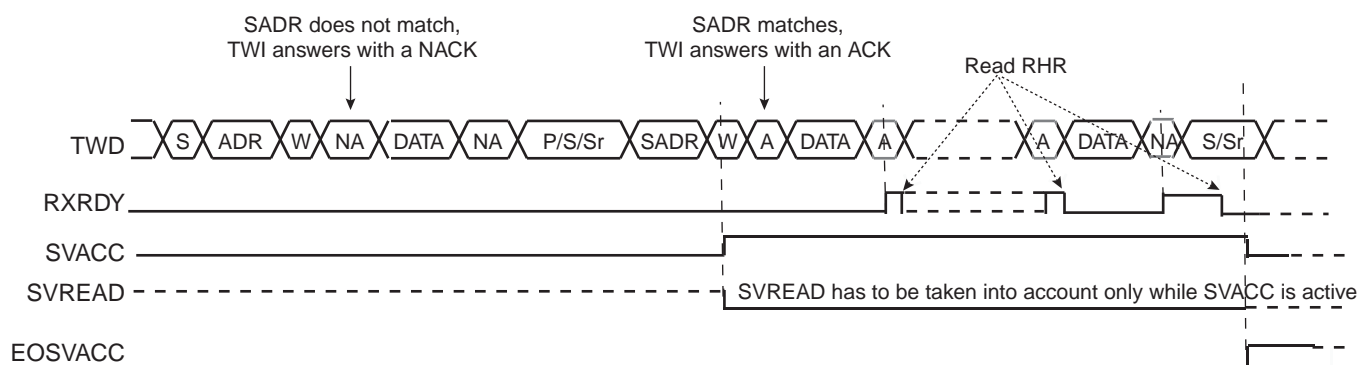 SADR does not match,
TWI answers with a NACK
SADR matches,
TWI answers with an ACK
Read RHR
TWD S ADR W NA DATA NA P/S/Sr SADR W A DATA A A DATA NA S/Sr
RXRDY
SVACC
SVREAD SVREAD has to be taken into account only while SVACC is active
EOSVACC